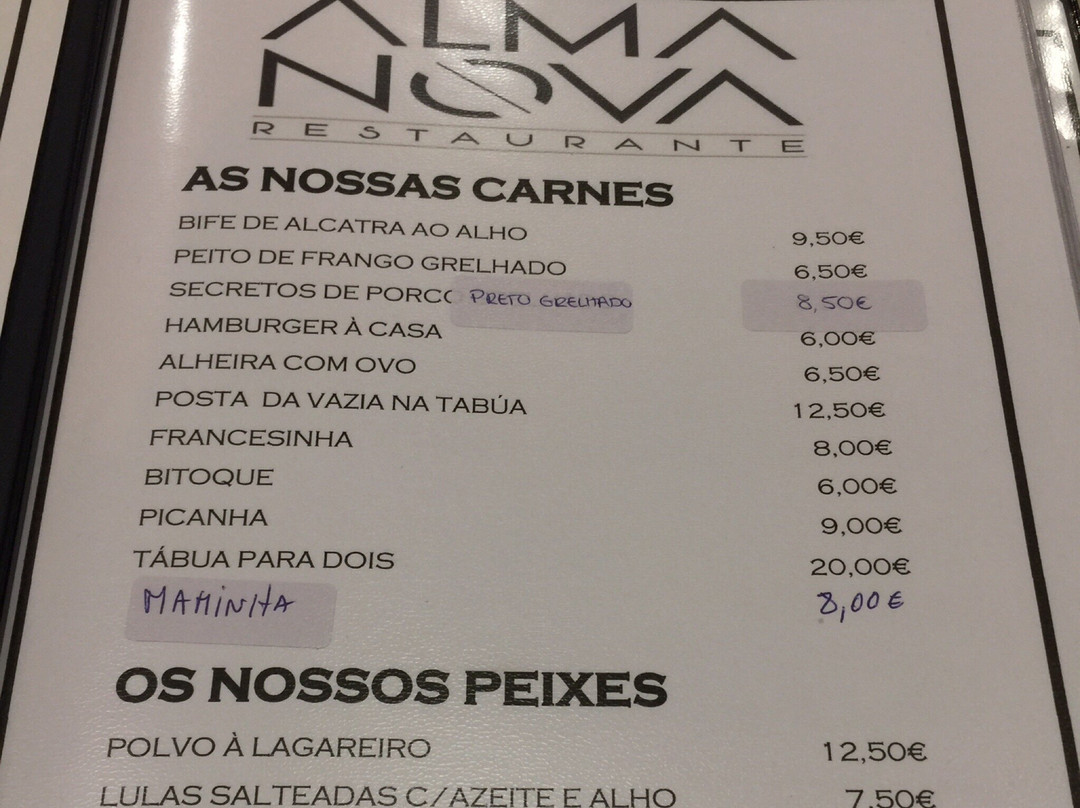 ALMA
NOVA
RESTAURANTE
AS NOSSAS CARNES
BIFE DE ALCATRA AO ALHO 9,50€
PEITO DE FRANGO GRELHADO 6,50€
SECRETOS DE PORCO PRETO GRELHADO 8,50€
HAMBURGER À CASA 6,00€
ALHEIRA COM OVO 6,50€
POSTA DA VAZIA NA TABÚA 12,50€
FRANCESINHA 8,00€
BITOQUE 6,00€
PICANHA 9,00€
TÁBUA PARA DOIS 20,00€
MAMINHA 8,00€
OS NOSSOS PEIXES
POLVO À LAGAREIRO 12,50€
LULAS SALTEADAS C/AZEITE E ALHO 7,50€